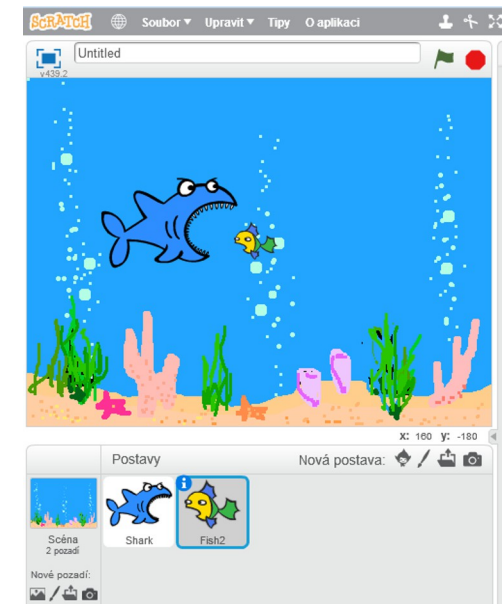 SCRATCH Soubor Upravit Tipy O aplikaci
Untitled
v439.2
x: 160 y: -180
Postavy Nová postava:
Shark Fish2
Scéna
2 pozadí
Nové pozadí: